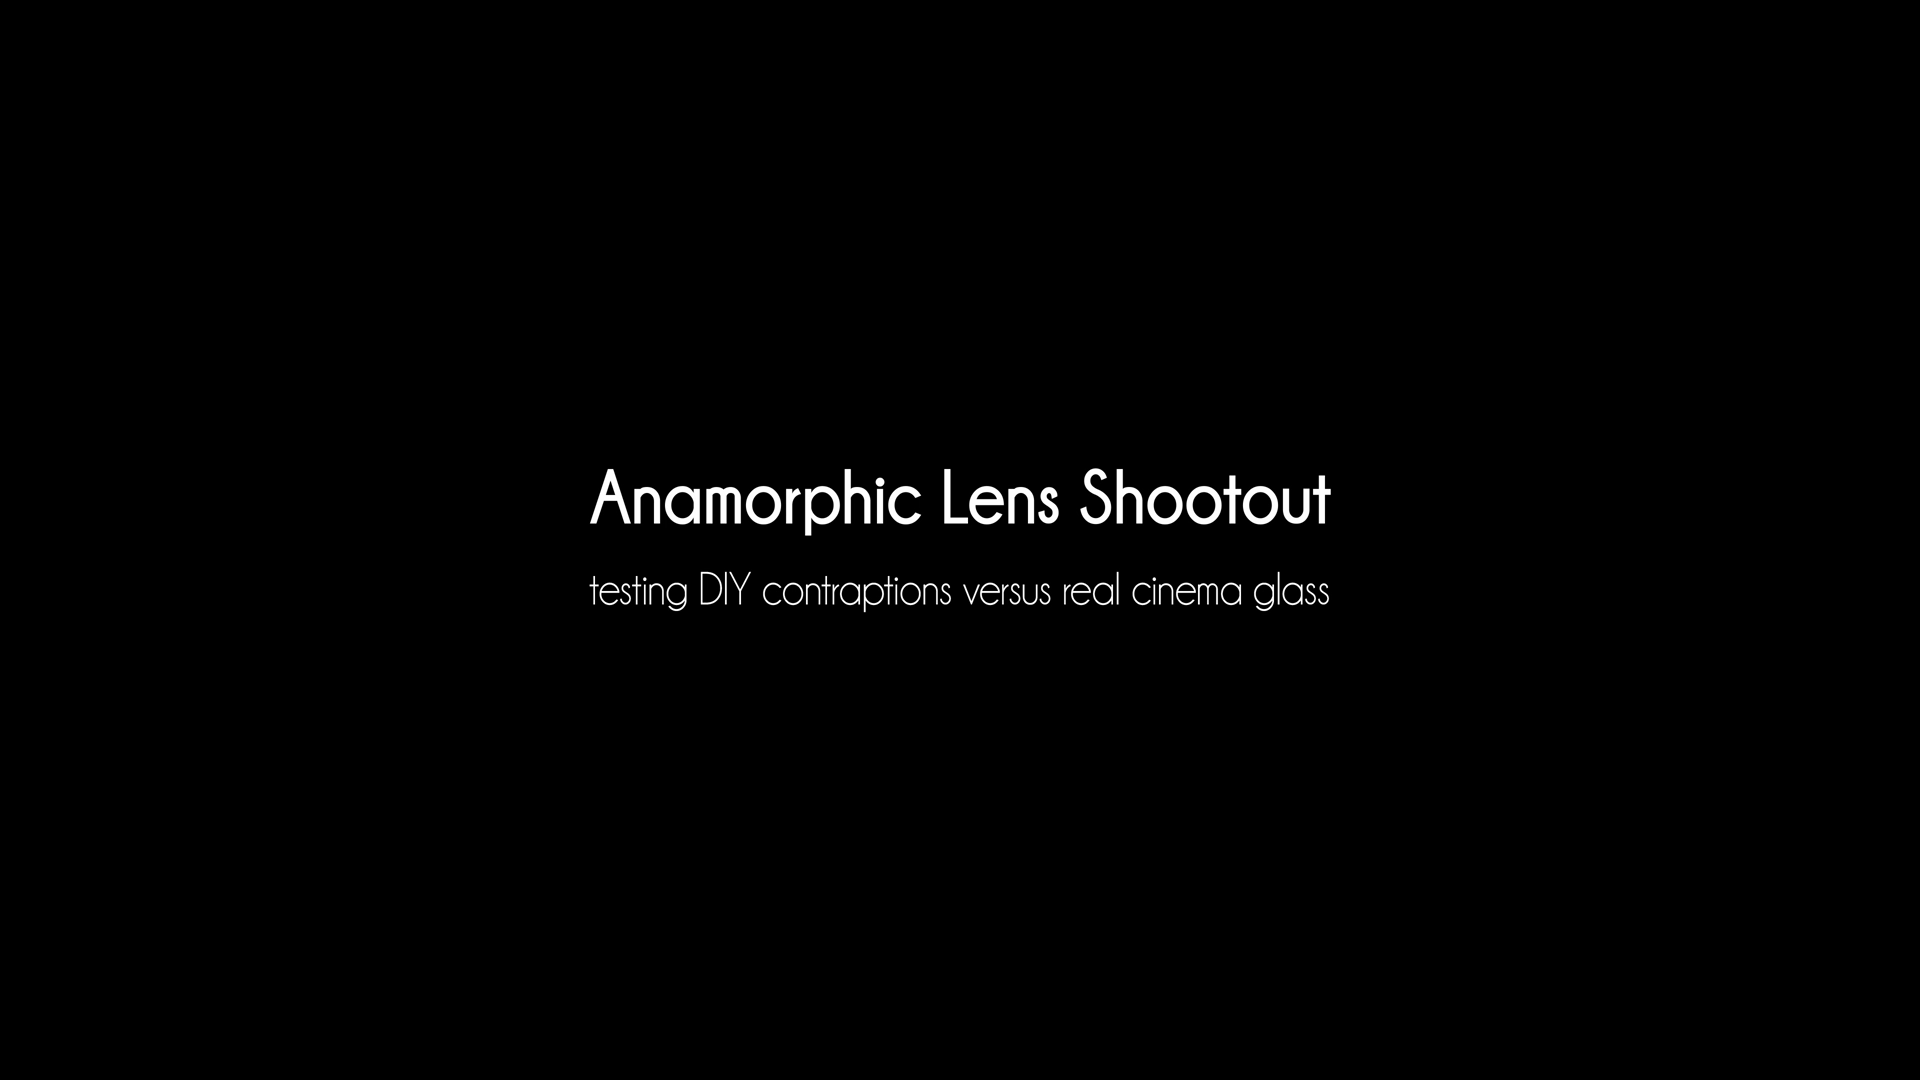 Anamorphic Lens Shootout
testing DIY contraptions versus real cinema glass